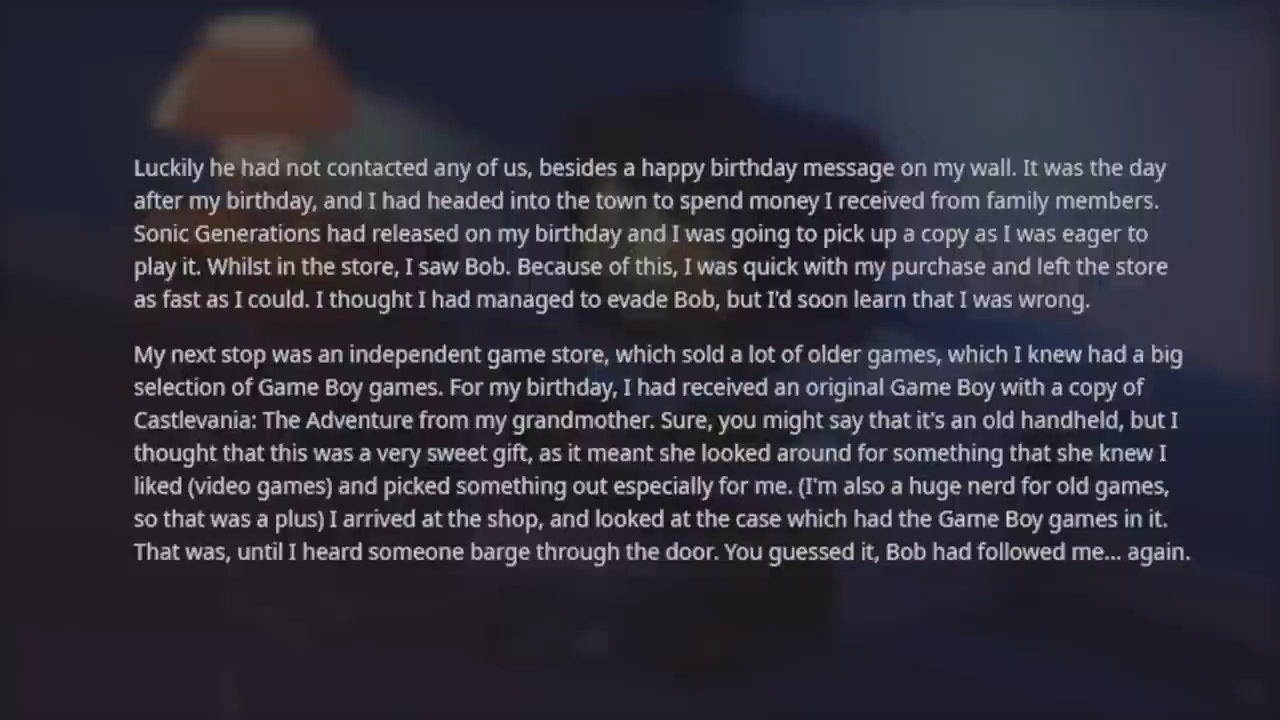 Luckily he had not contacted any of us, besides a happy birthday message on my wall. It was the day
after my birthday, and I had headed into the town to spend money I received from family members.
Sonic Generations had released on my birthday and I was going to pick up a copy as I was eager to
play it. Whilst in the store, I saw Bob. Because of this, I was quick with my purchase and left the store
as fast as I could. I thought I had managed to evade Bob, but I'd soon learn that I was wrong.
My next stop was an independent game store, which sold a lot of older games, which I knew had a big
selection of Game Boy games. For my birthday, I had received an original Game Boy with a copy of
Castlevania: The Adventure from my grandmother. Sure, you might say that it's an old handheld, but I
thought that this was a very sweet gift, as it meant she looked around for something that she knew I
liked (video games) and picked something out especially for me. (I'm also a huge nerd for old games,
so that was a plus) I arrived at the shop, and looked at the case which had the Game Boy games in it.
That was, until I heard someone barge through the door. You guessed it, Bob had followed me... again.